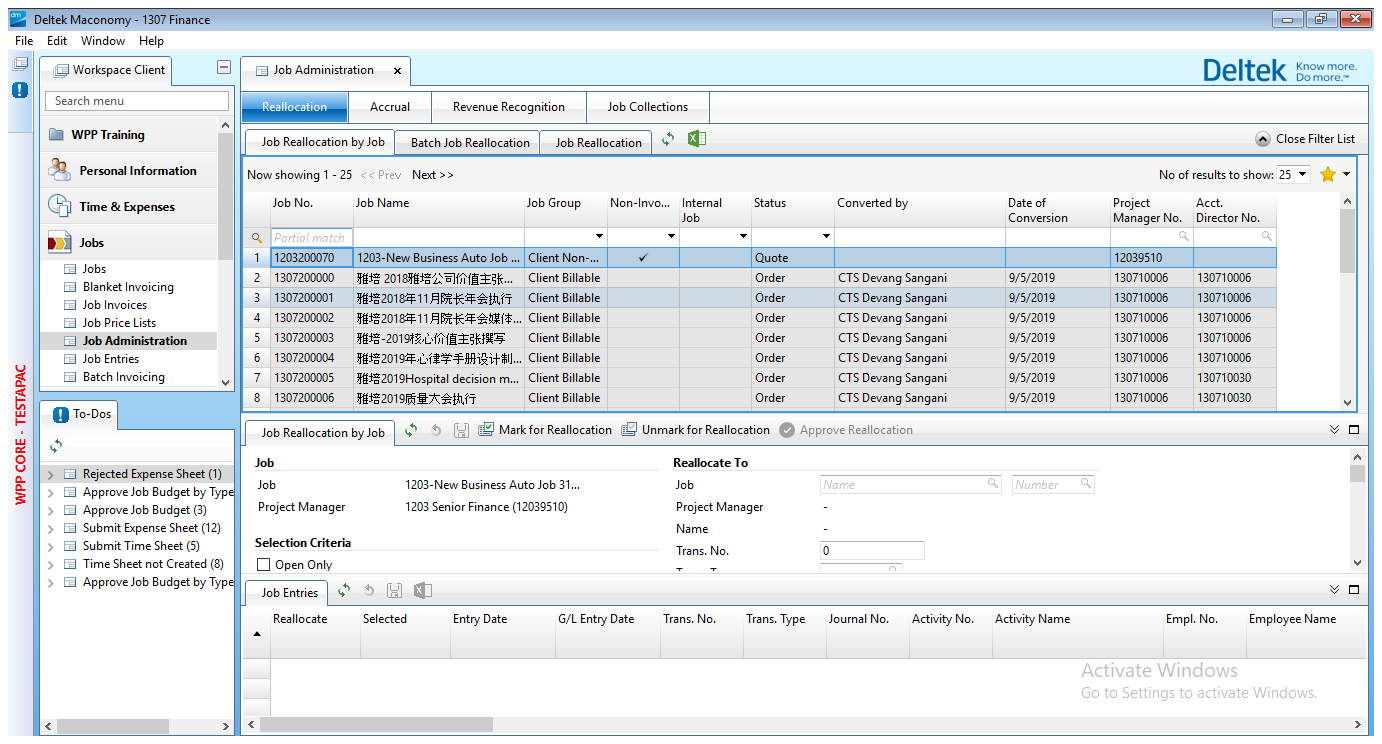 Deltek Maconomy - 1307 Finance
File Edit Window Help
Workspace Client
Job Administration x
Deltek Know more. Do more.™
Search menu
Reallocation Accrual Revenue Recognition Job Collections
WPP Training
Personal Information
Time & Expenses
Jobs
Jobs
Blanket Invoicing
Job Invoices
Job Price Lists
Job Administration
Job Entries
Batch Invoicing
WPP CORE - TESTAPAC
To-Dos
Rejected Expense Sheet (1)
Approve Job Budget by Type
Approve Job Budget (3)
Submit Expense Sheet (12)
Submit Time Sheet (5)
Time Sheet not Created (8)
Approve Job Budget by Type
Job Reallocation by Job Batch Job Reallocation Job Reallocation Close Filter List
Now showing 1 - 25 << Prev Next >> No of results to show: 25
Job No. Job Name Job Group Non-Invo... Internal Job Status Converted by Date of Conversion Project Manager No. Acct. Director No.
Partial match
1 1203200070 1203-New Business Auto Job ... Client Non-... ✓ Quote 12039510
2 1307200000 雅培 2018雅培公司价值主张... Client Billable Order CTS Devang Sangani 9/5/2019 130710006 130710006
3 1307200001 雅培2018年11月院长年会执行 Client Billable Order CTS Devang Sangani 9/5/2019 130710006 130710006
4 1307200002 雅培2018年11月院长年会媒体... Client Billable Order CTS Devang Sangani 9/5/2019 130710006 130710006
5 1307200003 雅培-2019核心价值主张撰写 Client Billable Order CTS Devang Sangani 9/5/2019 130710006 130710006
6 1307200004 雅培2019年心律学手册设计制... Client Billable Order CTS Devang Sangani 9/5/2019 130710006 130710006
7 1307200005 雅培2019Hospital decision m... Client Billable Order CTS Devang Sangani 9/5/2019 130710006 130710030
8 1307200006 雅培2019质量大会执行 Client Billable Order CTS Devang Sangani 9/5/2019 130710006 130710030
Job Reallocation by Job Mark for Reallocation Unmark for Reallocation Approve Reallocation
Job Reallocate To
Job 1203-New Business Auto Job 31... Job Name Number
Project Manager 1203 Senior Finance (12039510) Project Manager -
Name -
Selection Criteria Trans. No. 0
Open Only
Job Entries
Reallocate Selected Entry Date G/L Entry Date Trans. No. Trans. Type Journal No. Activity No. Activity Name Empl. No. Employee Name
Activate Windows
Go to Settings to activate Windows.